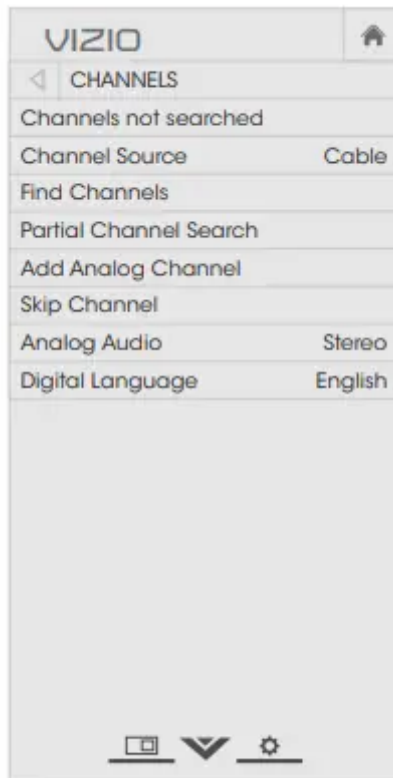 VIZIO
CHANNELS
Channels not searched
Channel Source Cable
Find Channels
Partial Channel Search
Add Analog Channel
Skip Channel
Analog Audio Stereo
Digital Language English